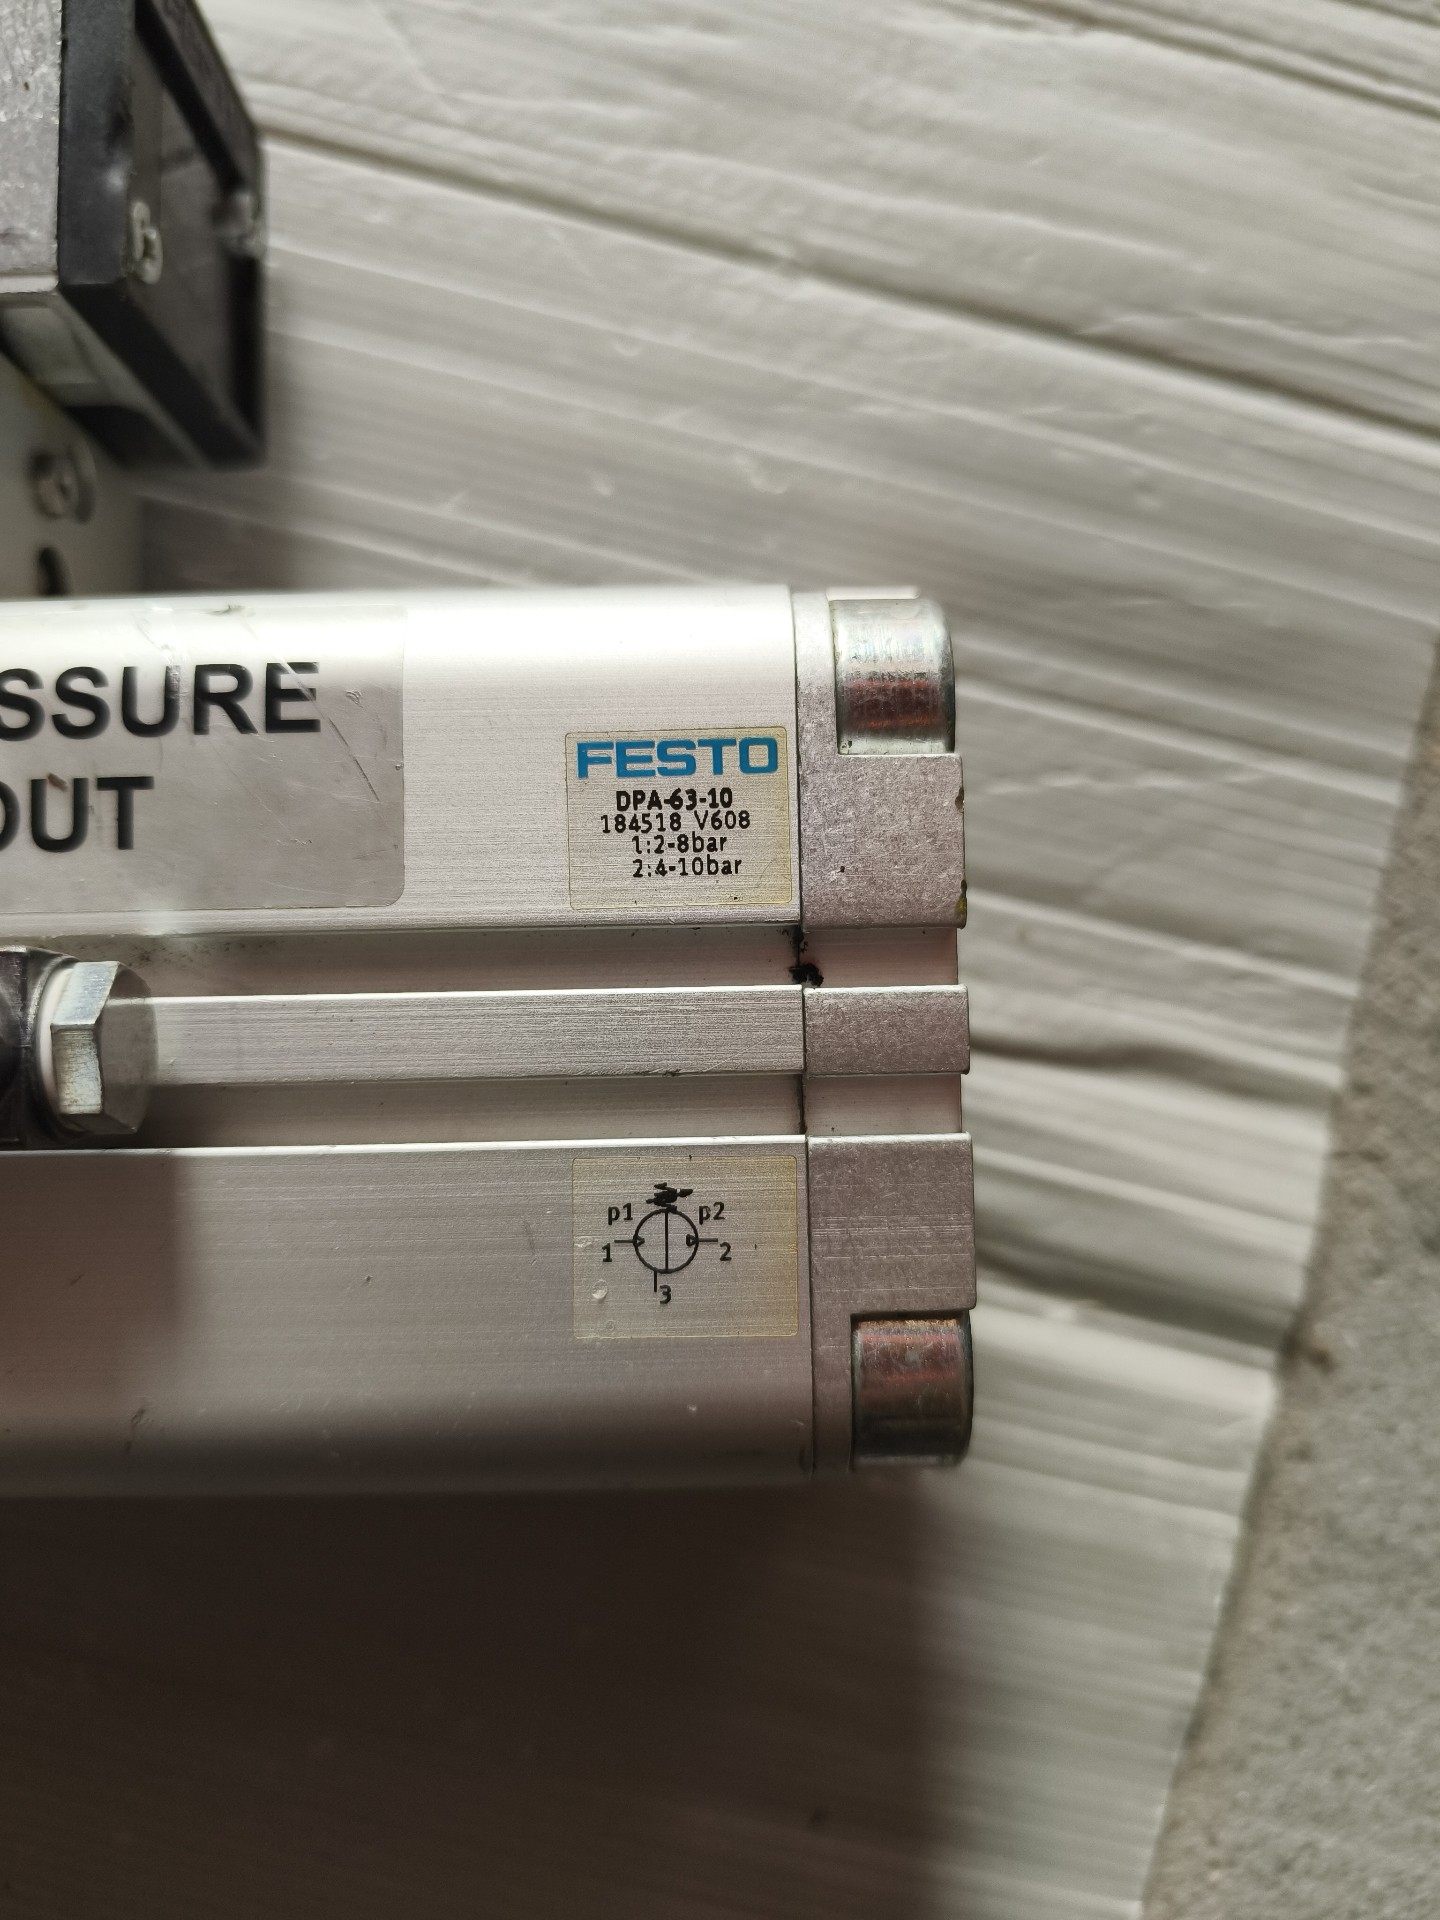 SSURE
OUT
FESTO
DPA-63-10
184518 V608
1:2-8bar
2:4-10bar
p1 p2
1 2
3